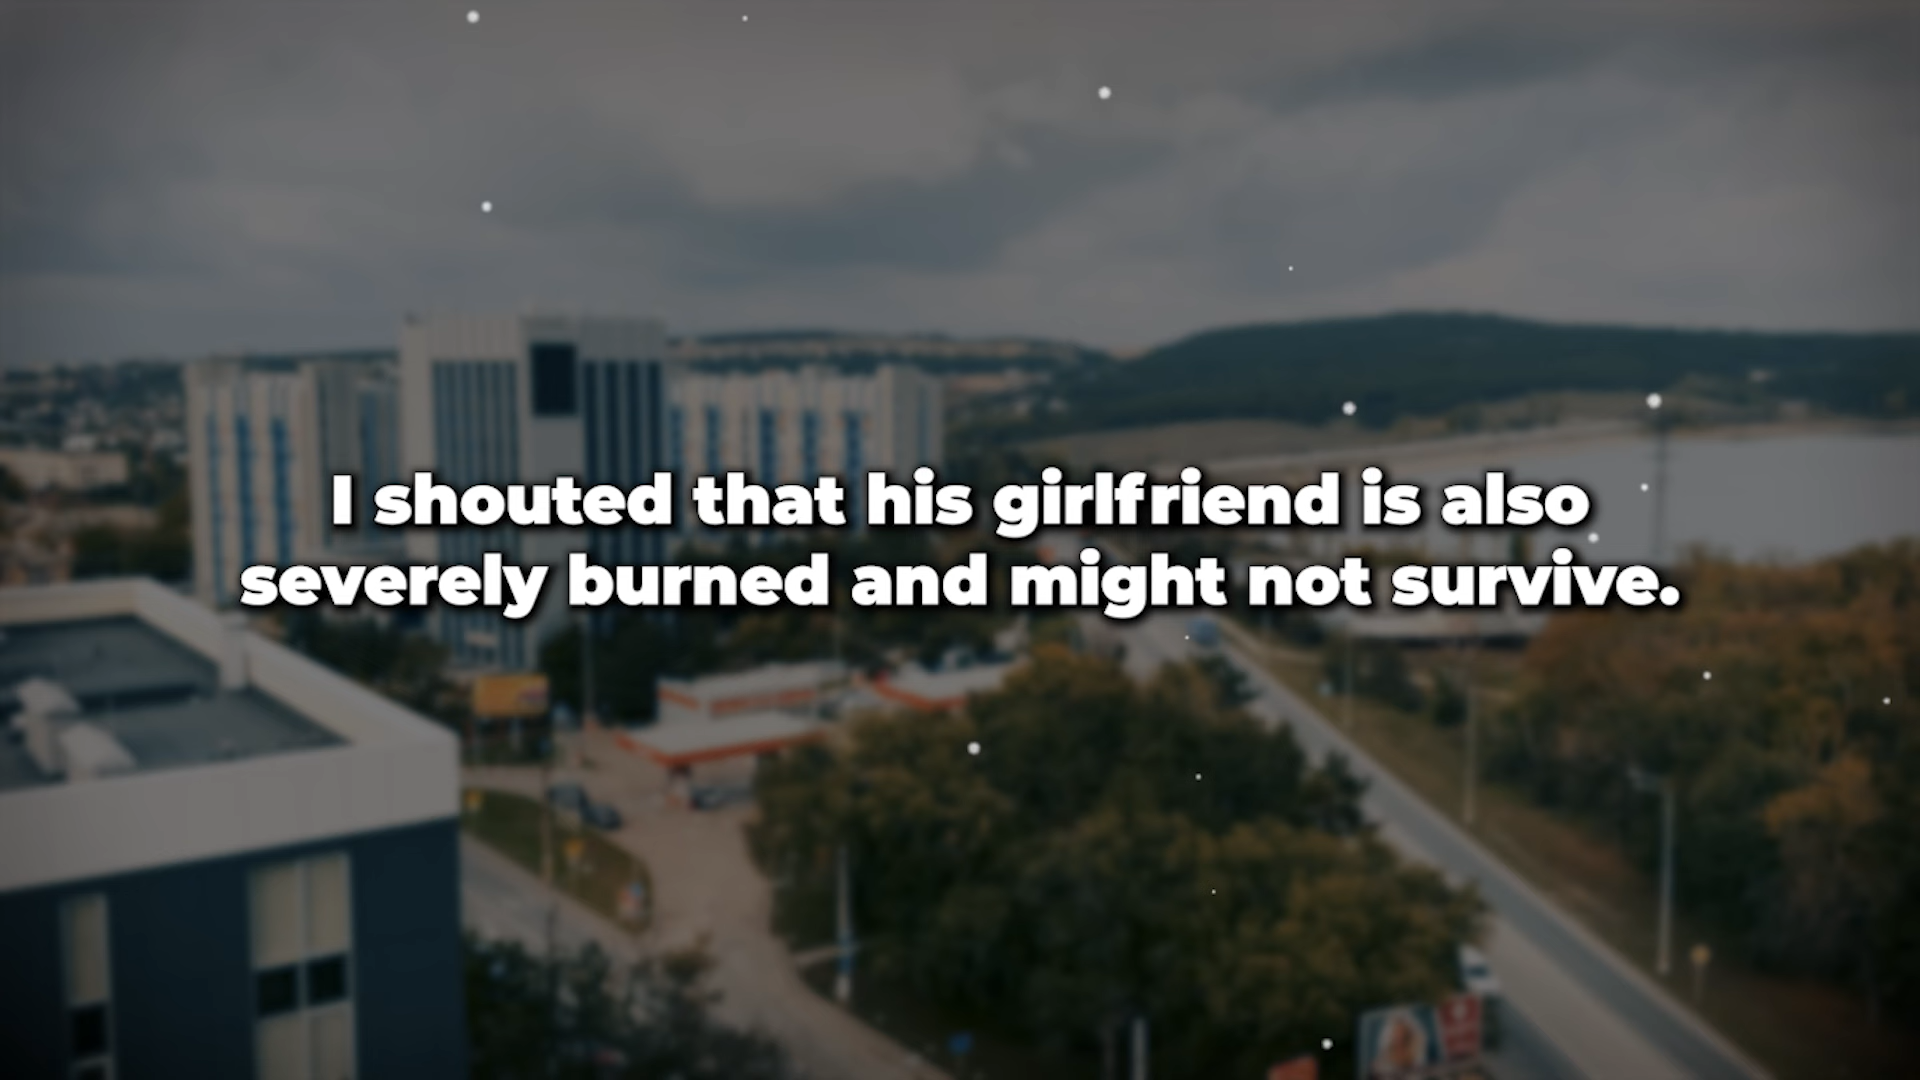 I shouted that his girlfriend is also
severely burned and might not survive.